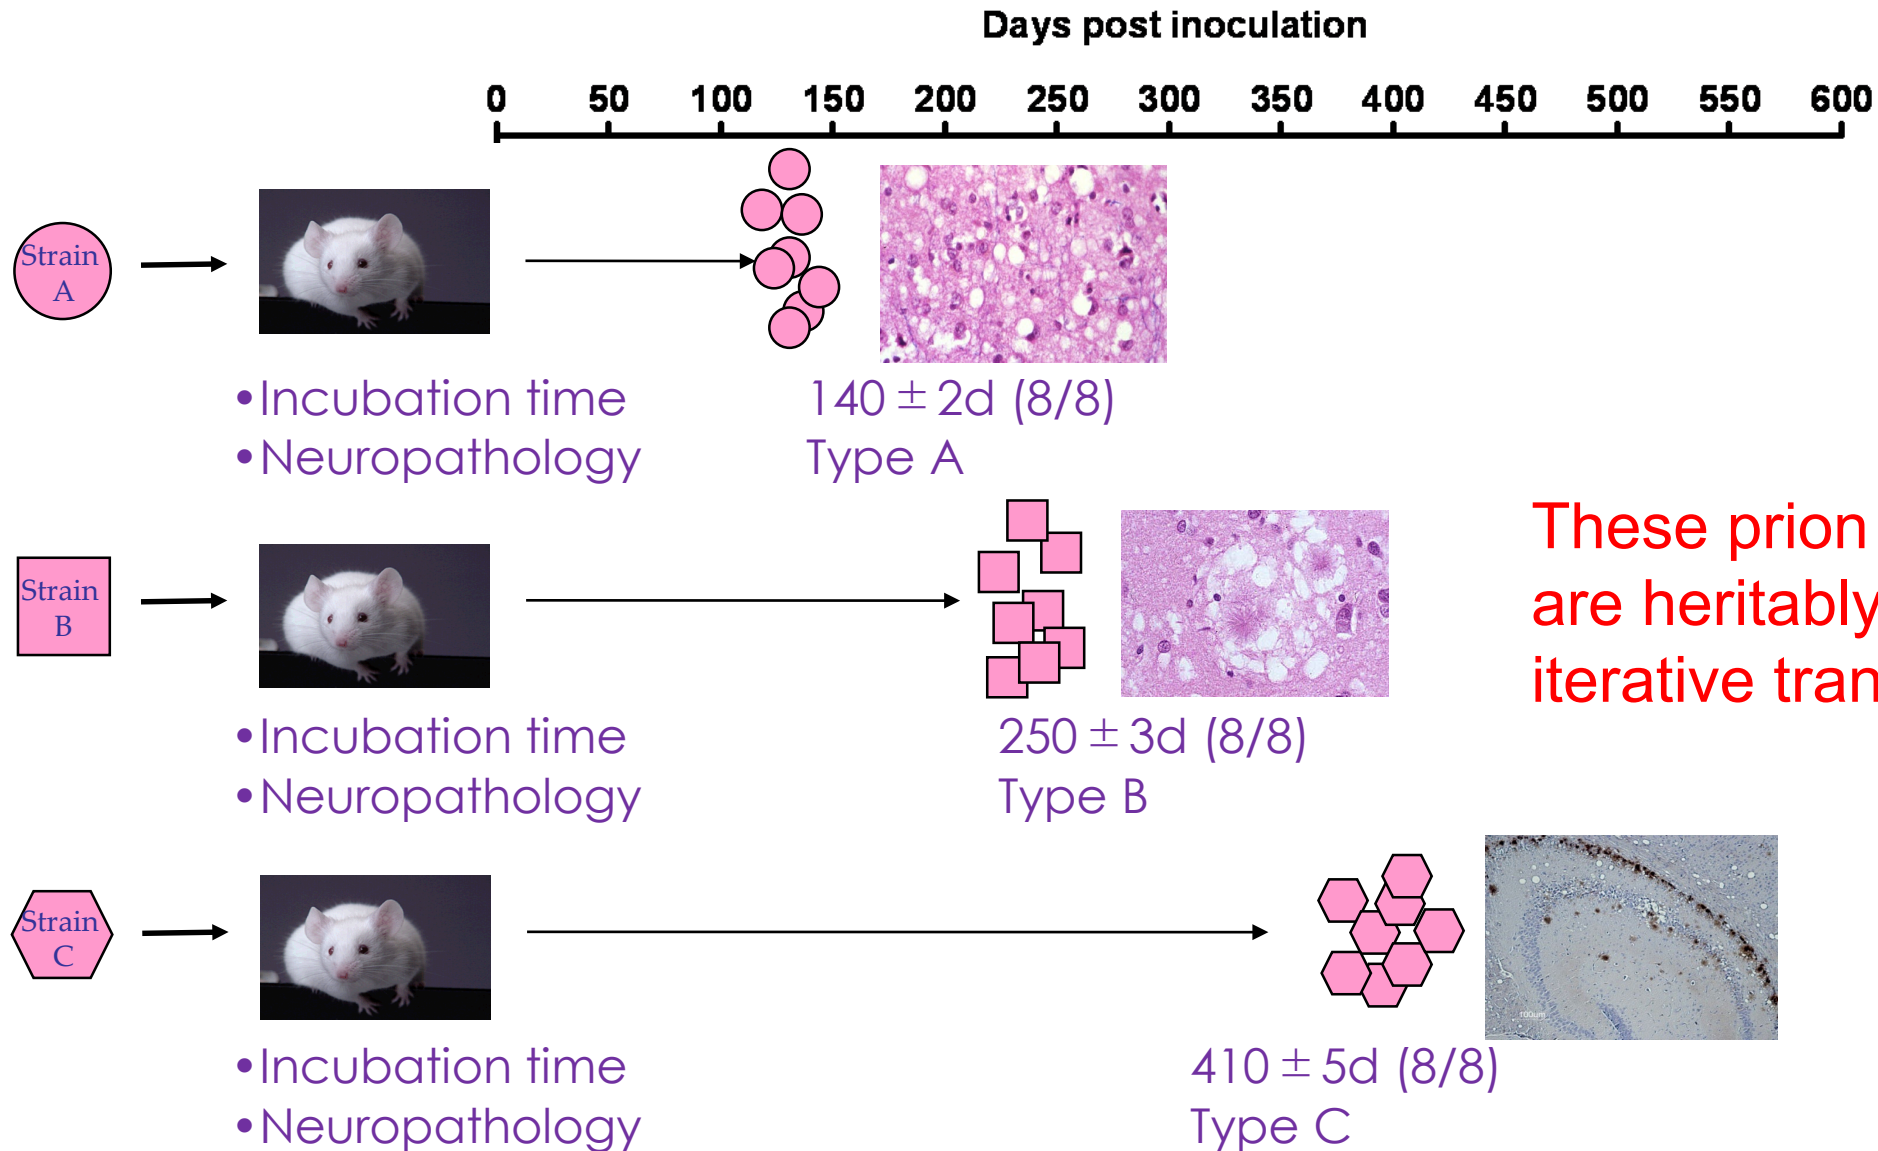 Days post inoculation
0 50 100 150 200 250 300 350 400 450 500 550 600
Strain
A
•Incubation time
140 ± 2d (8/8)
•Neuropathology
Type A
Strain
B
These prion
are heritably
iterative tran
•Incubation time
250 ± 3d (8/8)
•Neuropathology
Type B
Strain
C
100um
•Incubation time
410 ± 5d (8/8)
•Neuropathology
Type C